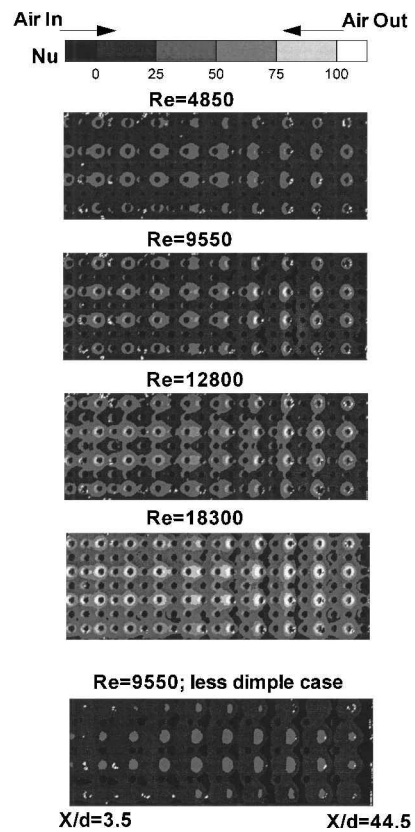 Air In Air Out
Nu
0 25 50 75 100
Re=4850
Re=9550
Re=12800
Re=18300
Re=9550; less dimple case
X/d=3.5 X/d=44.5